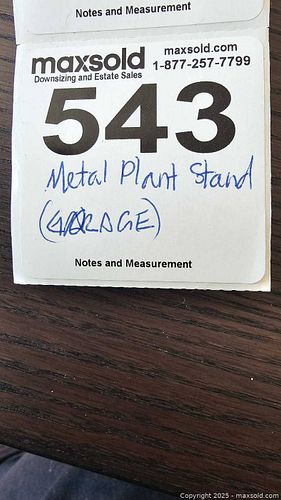 Notes and Measurement
maxsold maxsold.com
Downsizing and Estate Sales 1-877-257-7799
543
Metal Plant Stand
(GARAGE)
Notes and Measurement
Copyright 2025 - maxsold.com